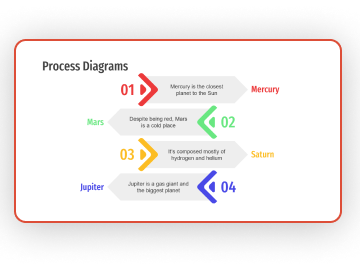 Process Diagrams
01
Mercury is the closest
planet to the Sun
Mercury
Mars
Despite being red, Mars
is a cold place
02
03
It's composed mostly of
hydrogen and helium
Saturn
Jupiter
Jupiter is a gas giant and
the biggest planet
04